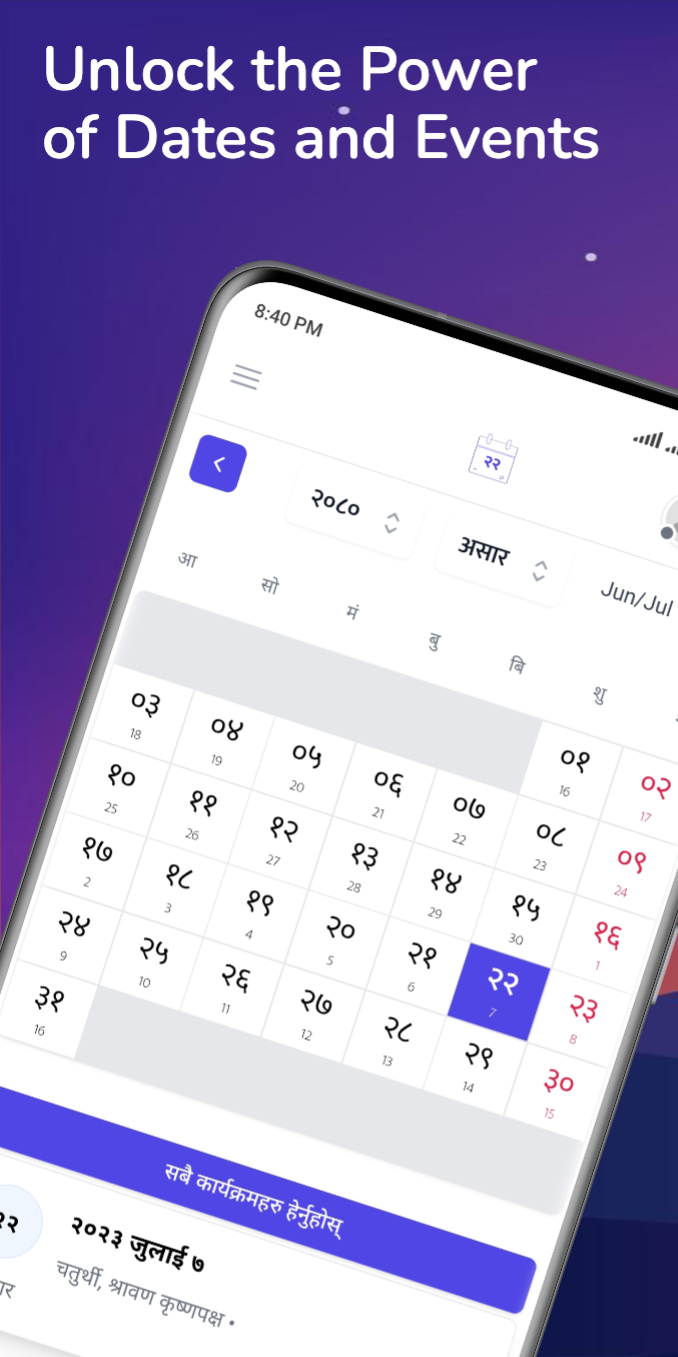 Unlock the Power
of Dates and Events
8:40 PM
२२
२०८०
असार
Jun/Jul
आ सो मं बु बि शु
०१ ०२
16 17
०३ ०४ ०५ ०६ ०७ ०८ ०९
18 19 20 21 22 23 24
१० ११ १२ १३ १४ १५ १६
25 26 27 28 29 30 1
१७ १८ १९ २० २१ २२ २३
2 3 4 5 6 7 8
२४ २५ २६ २७ २८ २९ ३०
9 10 11 12 13 14 15
३१
16
सबै कार्यक्रमहरु हेर्नुहोस्
२२
२०२३ जुलाई ७
चतुर्थी, श्रावण कृष्णपक्ष •